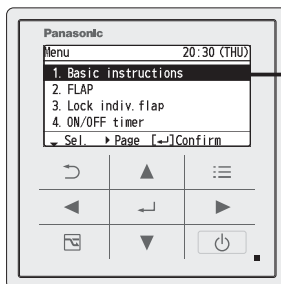 Panasonic
Menu 20:30 (THU)
1. Basic instructions
2. FLAP
3. Lock indiv.flap
4. ON/OFF timer
Sel. ▸ Page [↵]Confirm